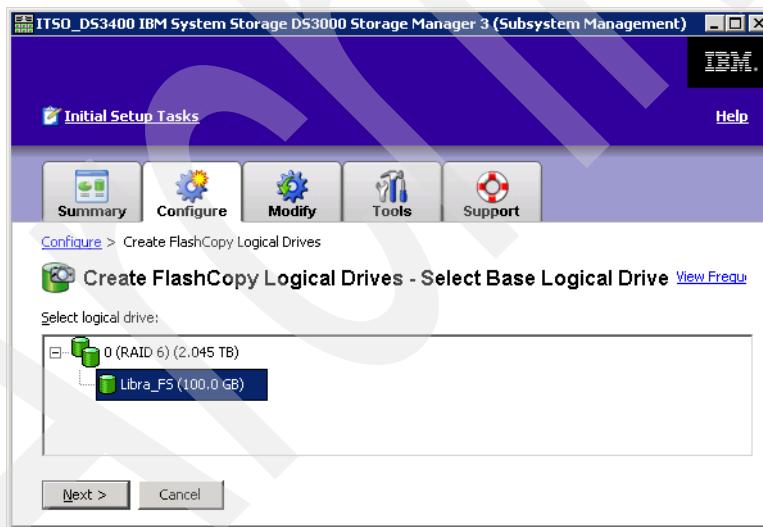 ITSO_DS3400 IBM System Storage DS3000 Storage Manager 3 (Subsystem Management)
IBM.
Initial Setup Tasks
Help
Summary
Configure
Modify
Tools
Support
Configure > Create FlashCopy Logical Drives
Create FlashCopy Logical Drives - Select Base Logical Drive
View Frequ
Select logical drive:
0 (RAID 6) (2.045 TB)
Libra_FS (100.0 GB)
Next >
Cancel